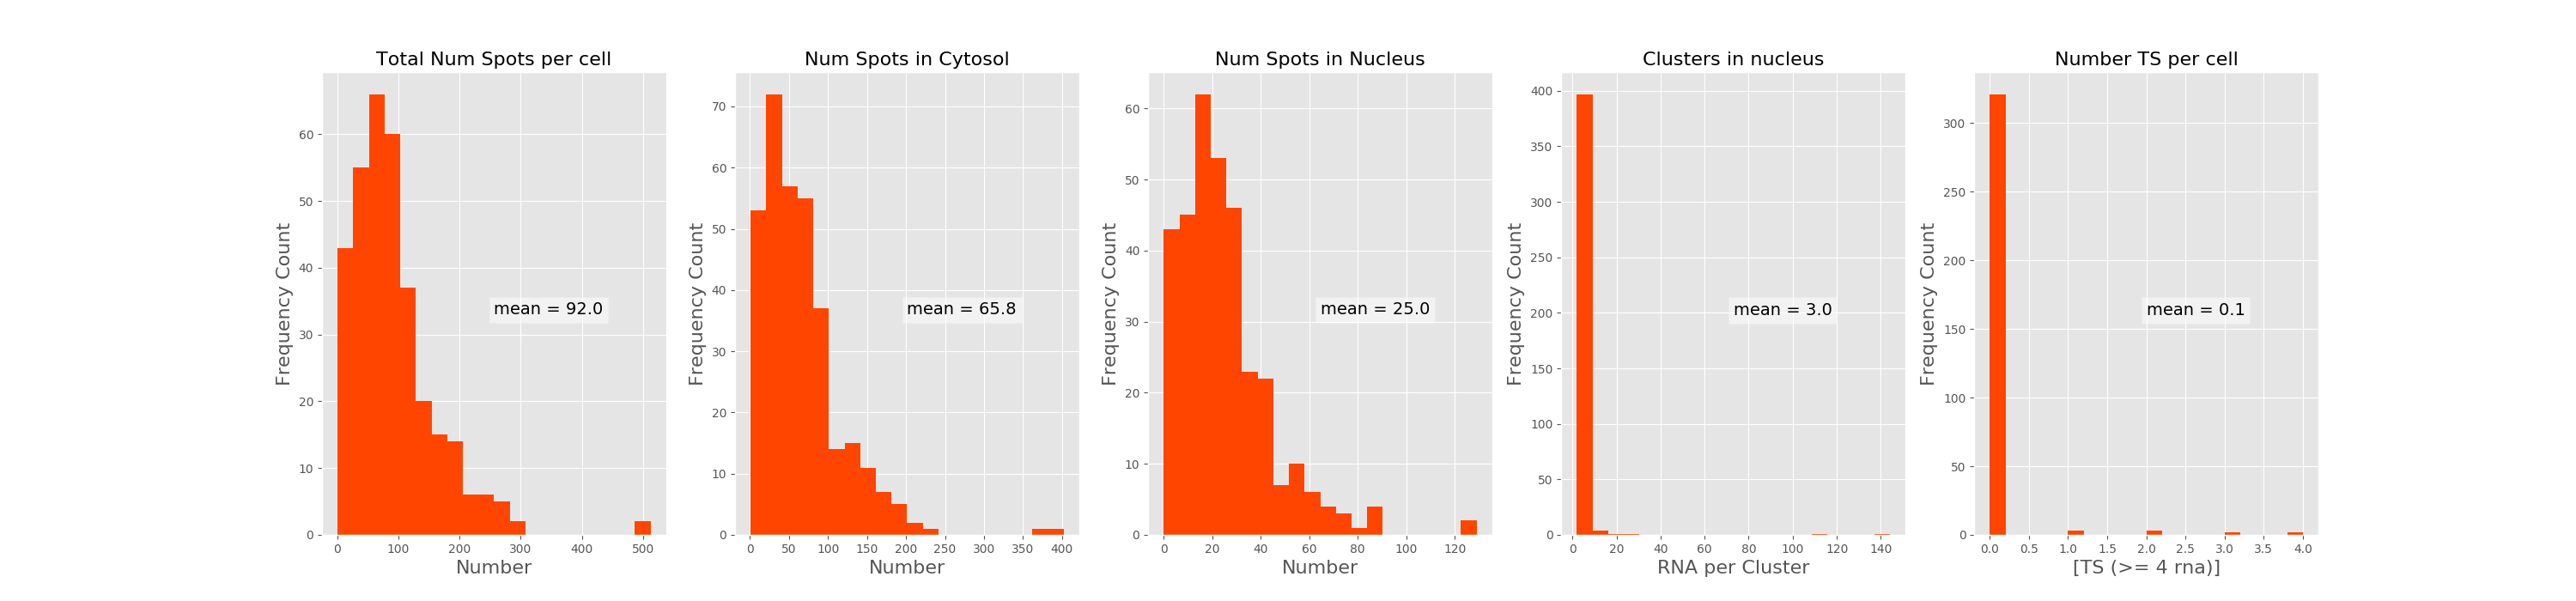 Total Num Spots per cell
Frequency Count
60
50
40
30
20
10
0
mean = 92.0
0 100 200 300 400 500
Number
Num Spots in Cytosol
Frequency Count
70
60
50
40
30
20
10
0
mean = 65.8
0 50 100 150 200 250 300 350 400
Number
Num Spots in Nucleus
Frequency Count
60
50
40
30
20
10
0
mean = 25.0
0 20 40 60 80 100 120
Number
Clusters in nucleus
Frequency Count
400
350
300
250
200
150
100
50
0
mean = 3.0
0 20 40 60 80 100 120 140
RNA per Cluster
Number TS per cell
Frequency Count
300
250
200
150
100
50
0
mean = 0.1
0.0 0.5 1.0 1.5 2.0 2.5 3.0 3.5 4.0
[TS (>= 4 rna)]